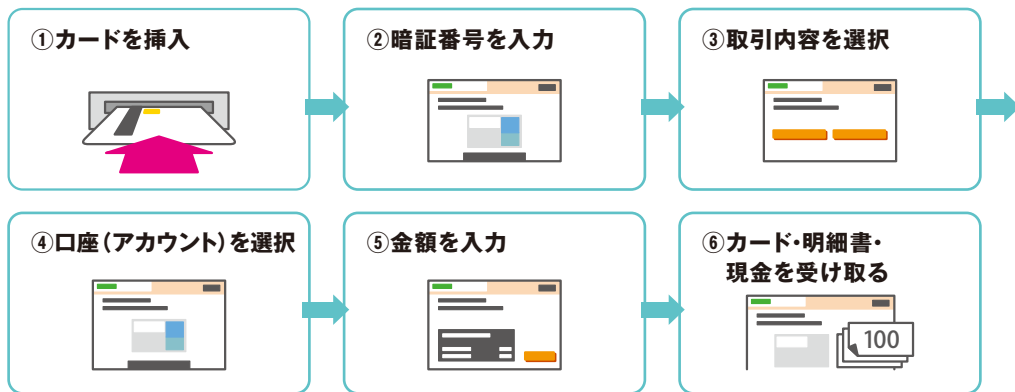 ①カードを挿入
②暗証番号を入力
③取引内容を選択
④口座(アカウント)を選択
⑤金額を入力
⑥カード・明細書・
現金を受け取る
100